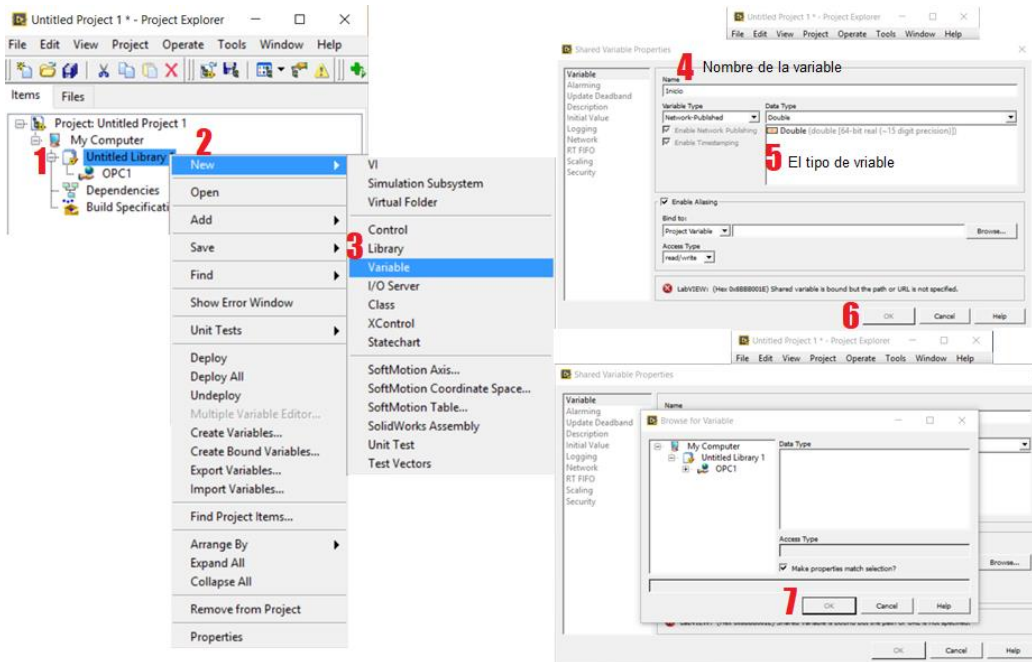 Untitled Project 1 * - Project Explorer
File Edit View Project Operate Tools Window Help
Items Files
Project: Untitled Project 1
My Computer
1
Untitled Library
OPC1
Dependencies
Build Specificati
2
New
Open
Add
Save
Find
Show Error Window
Unit Tests
Deploy
Deploy All
Undeploy
Multiple Variable Editor...
Create Variables...
Create Bound Variables...
Export Variables...
Import Variables...
Find Project Items...
Arrange By
Expand All
Collapse All
Remove from Project
Properties
VI
Simulation Subsystem
Virtual Folder
Control
3
Library
Variable
I/O Server
Class
XControl
Statechart
SoftMotion Axis...
SoftMotion Coordinate Space...
SoftMotion Table...
SolidWorks Assembly
Unit Test
Test Vectors
Untitled Project 1 * - Project Explorer
File Edit View Project Operate Tools Window Help
Shared Variable Properties
Variable
Alarming
Update Deadband
Description
Initial Value
Logging
Network
RT FIFO
Scaling
Security
4 Nombre de la variable
Name
Inicio
Variable Type Data Type
Network-Published Double
Enable Network Publishing Double (double [64-bit real (~15 digit precision)])
Enable Timestamping
5 El tipo de vriable
Enable Aliasing
Bind to:
Project Variable Browse...
Access Type
read/write
LabVIEW: (Hex 0x8BBB001E) Shared variable is bound but the path or URL is not specified.
6 OK Cancel Help
Untitled Project 1 * - Project Explorer
File Edit View Project Operate Tools Window Help
Shared Variable Properties
Variable
Alarming
Update Deadband
Description
Initial Value
Logging
Network
RT FIFO
Scaling
Security
Name
Browse for Variable
My Computer
Untitled Library 1
OPC1
Data Type
Access Type
Make properties match selection?
Browse...
7 OK Cancel Help
OK Cancel Help